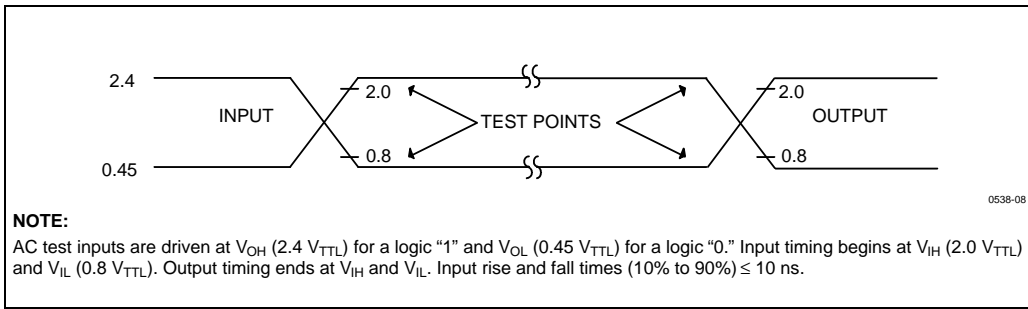 2.4
2.0
2.0
INPUT
TEST POINTS
OUTPUT
0.8
0.8
0.45
0538-08
NOTE:
AC test inputs are driven at VOH (2.4 VTTL) for a logic “1” and VOL (0.45 VTTL) for a logic “0.” Input timing begins at VIH (2.0 VTTL)
and VIL (0.8 VTTL). Output timing ends at VIH and VIL. Input rise and fall times (10% to 90%) ≤ 10 ns.